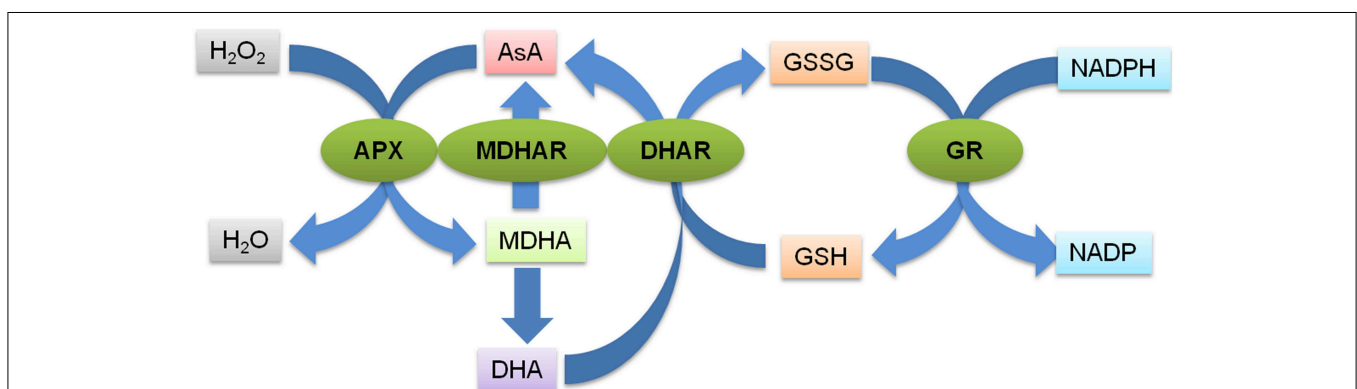 H₂O₂
AsA
GSSG
NADPH
APX
MDHAR
DHAR
GR
H₂O
MDHA
GSH
NADP
DHA